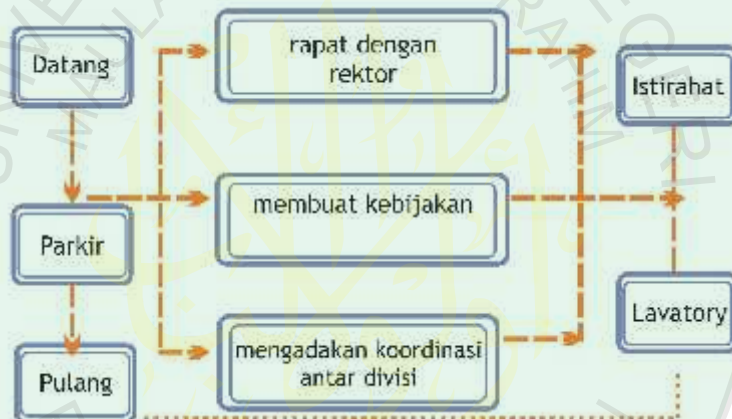 Datang
rapat dengan
rektor
Istirahat
membuat kebijakan
Parkir
Lavatory
mengadakan koordinasi
antar divisi
Pulang